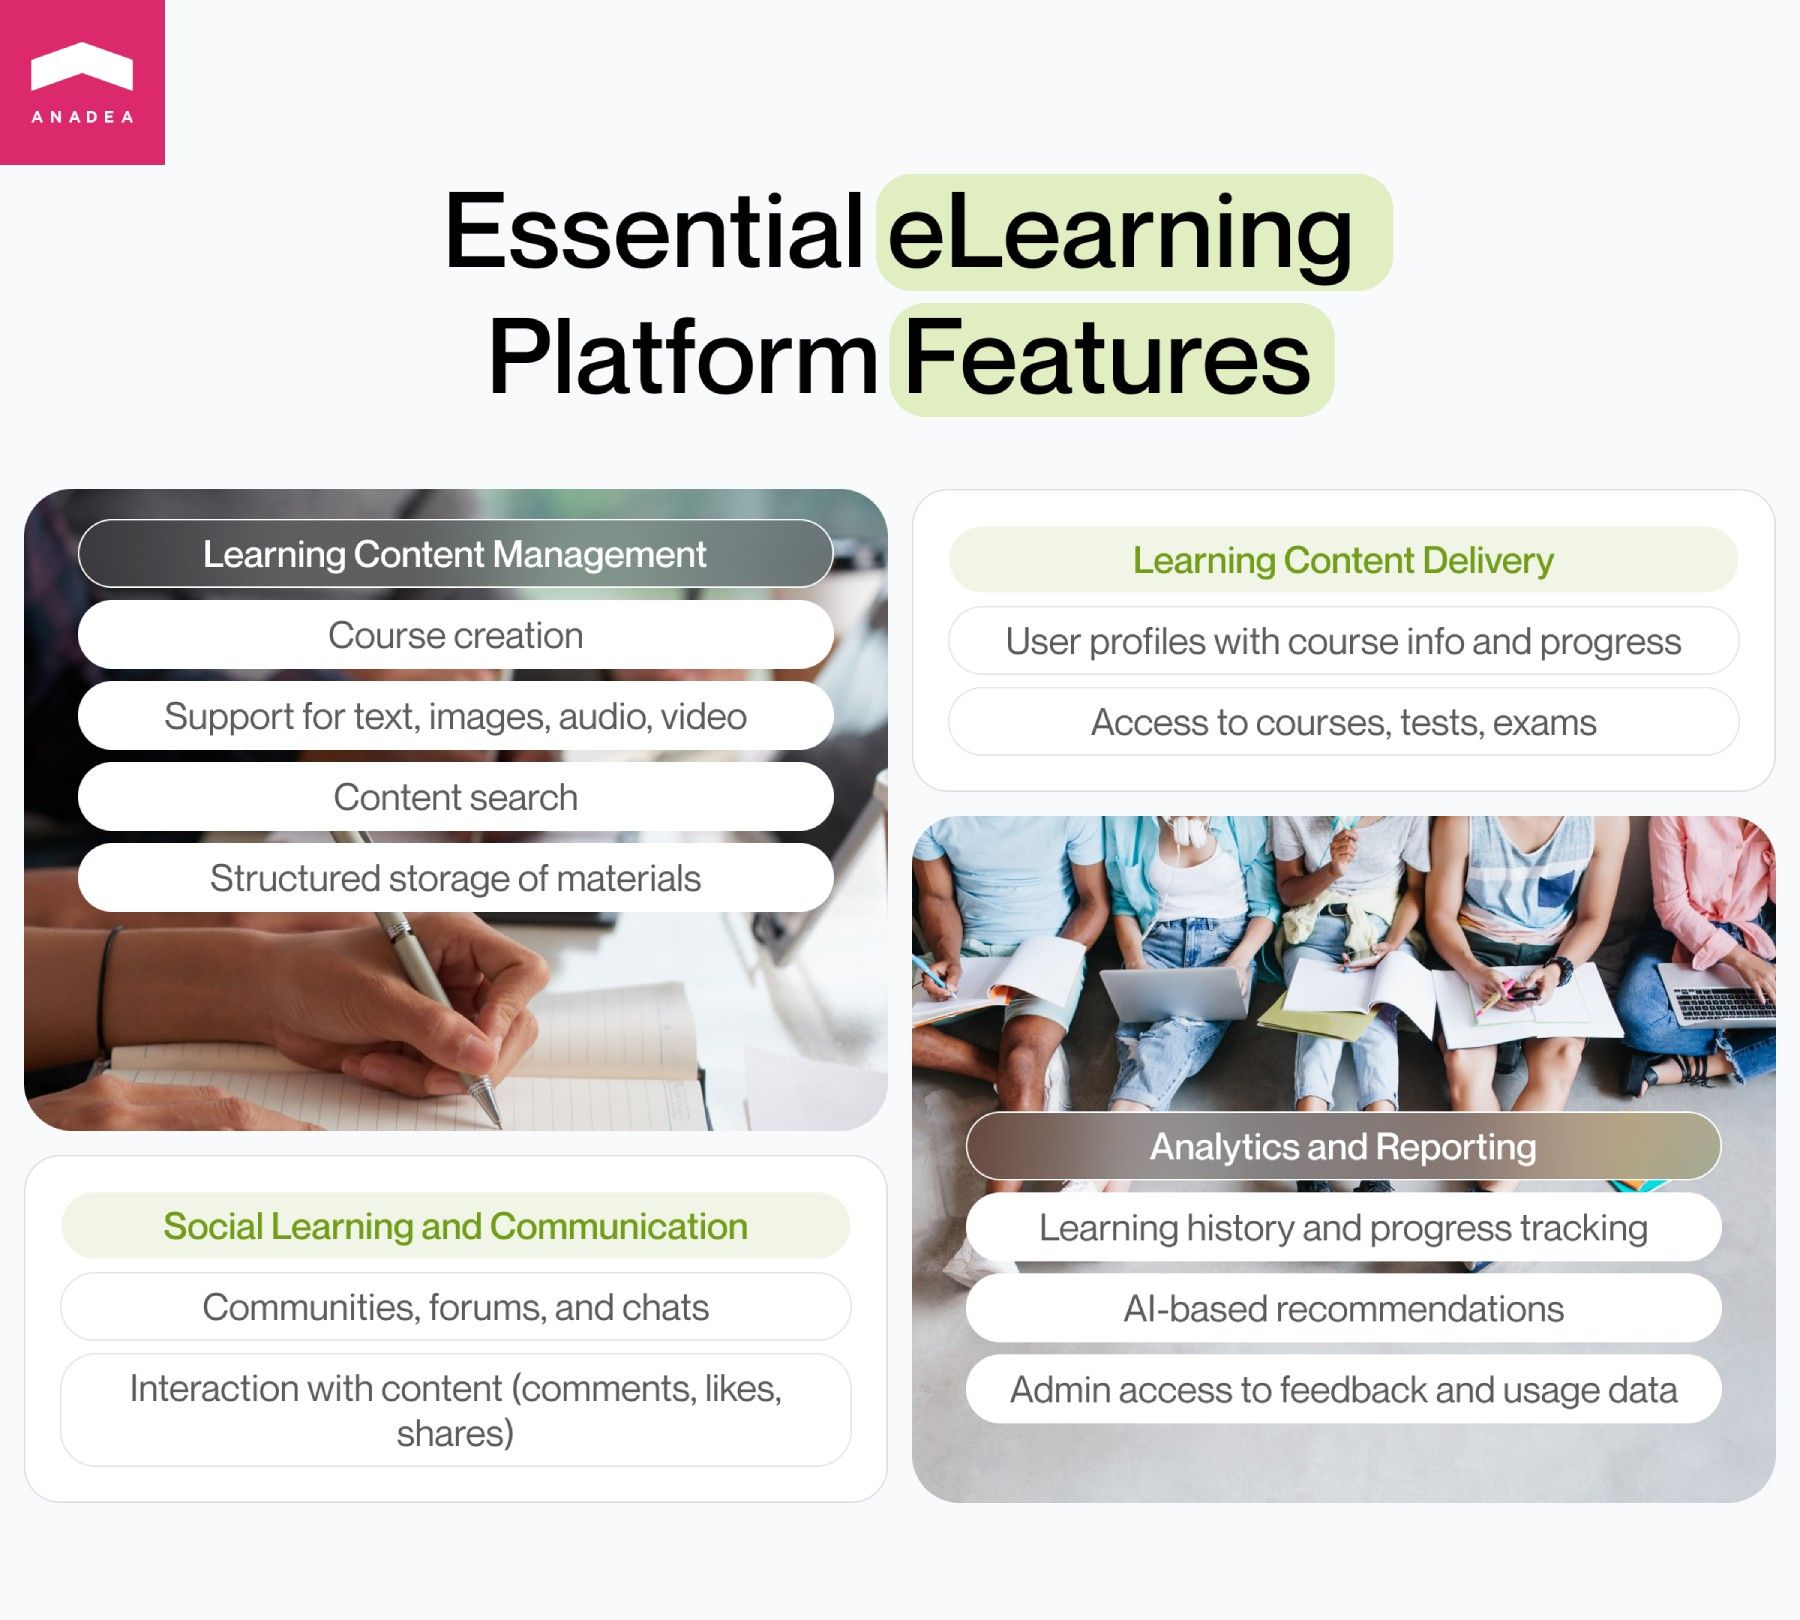 ANADEA
Essential eLearning
Platform Features
Learning Content Management
Course creation
Support for text, images, audio, video
Content search
Structured storage of materials
Learning Content Delivery
User profiles with course info and progress
Access to courses, tests, exams
Social Learning and Communication
Communities, forums, and chats
Interaction with content (comments, likes,
shares)
Analytics and Reporting
Learning history and progress tracking
AI-based recommendations
Admin access to feedback and usage data